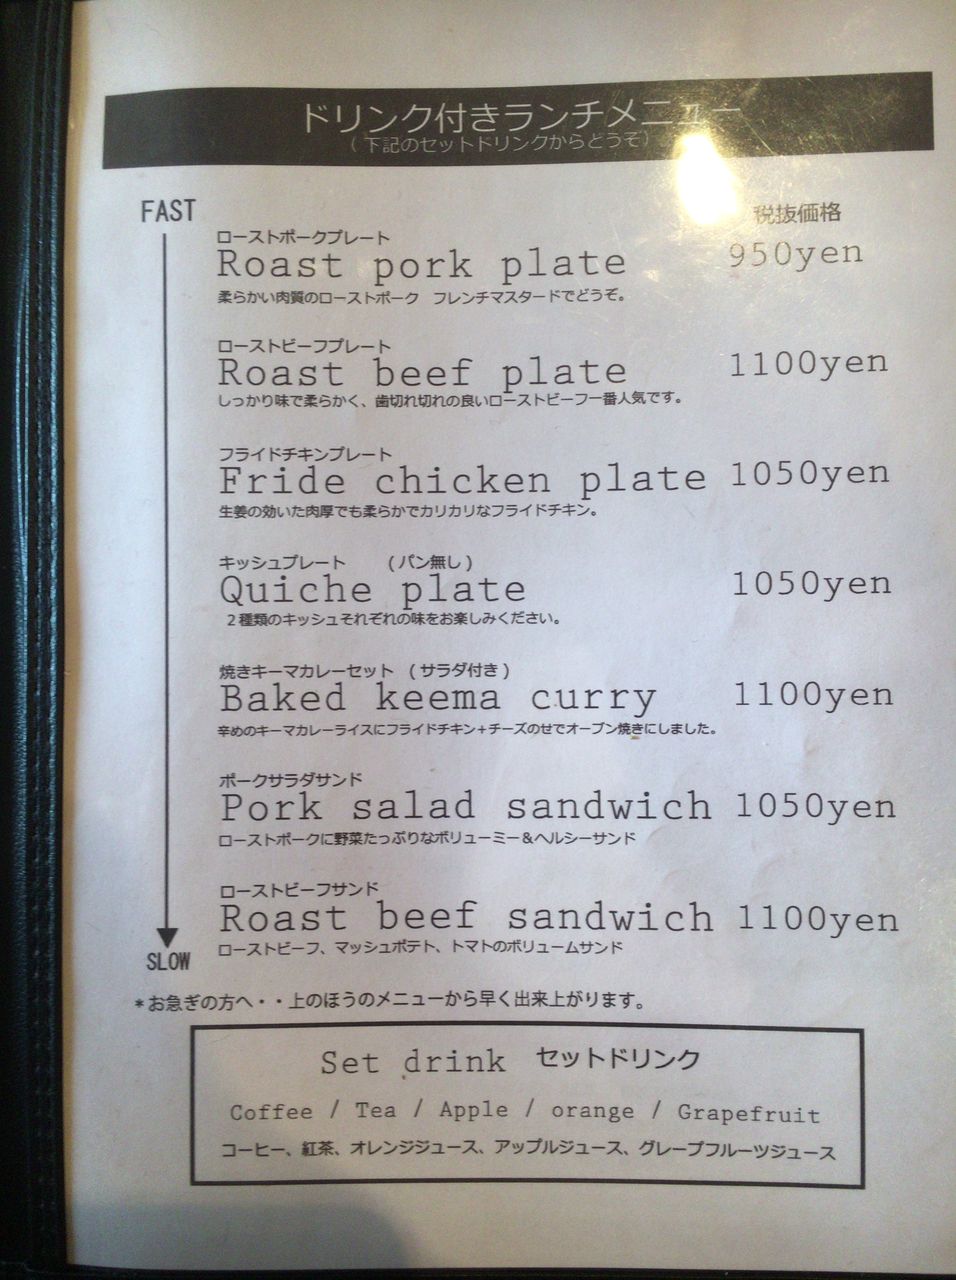 ドリンク付きランチメニュー
(下記のセットドリンクからどうぞ)
FAST
税抜価格
ローストポークプレート
Roast pork plate 950yen
柔らかい肉質のローストポーク　フレンチマスタードでどうぞ。
ローストビーフプレート
Roast beef plate 1100yen
しっかり味で柔らかく、歯切れ切れの良いローストビーフ一番人気です。
フライドチキンプレート
Fride chicken plate 1050yen
生姜の効いた肉厚でも柔らかでカリカリなフライドチキン。
キッシュプレート　(パン無し)
Quiche plate 1050yen
２種類のキッシュそれぞれの味をお楽しみください。
焼きキーマカレーセット (サラダ付き)
Baked keema curry 1100yen
辛めのキーマカレーライスにフライドチキン+チーズのせでオーブン焼きにしました。
ポークサラダサンド
Pork salad sandwich 1050yen
ローストポークに野菜たっぷりなボリューミー＆ヘルシーサンド
ローストビーフサンド
Roast beef sandwich 1100yen
ローストビーフ、マッシュポテト、トマトのボリュームサンド
SLOW
*お急ぎの方へ・・上のほうのメニューから早く出来上がります。
Set drink セットドリンク
Coffee / Tea / Apple / orange / Grapefruit
コーヒー、紅茶、オレンジジュース、アップルジュース、グレープフルーツジュース